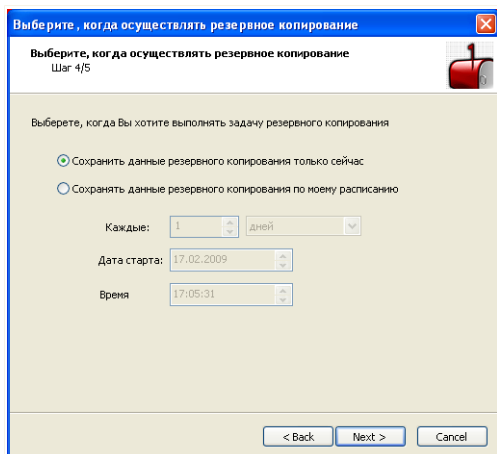 Выберите , когда осуществлять резервное копирование
Выберите, когда осуществлять резервное копирование
Шаг 4/5
Выберете, когда Вы хотите выполнять задачу резервного копирования
Сохранить данные резервного копирования только сейчас
Сохранять данные резервного копирования по моему расписанию
Каждые: 1 дней
Дата старта: 17.02.2009
Время 17:05:31
< Back Next > Cancel